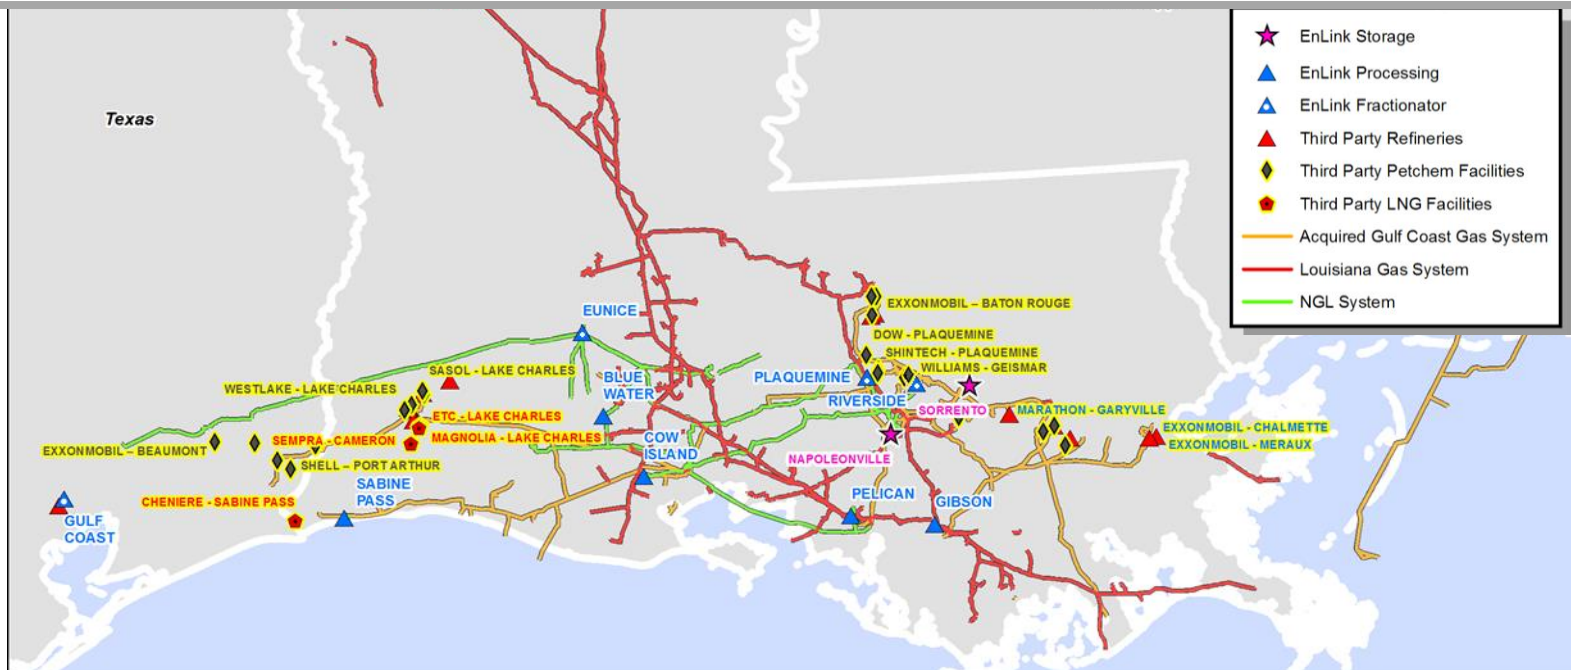 EnLink Storage
EnLink Processing
EnLink Fractionator
Third Party Refineries
Third Party Petchem Facilities
Third Party LNG Facilities
Acquired Gulf Coast Gas System
Louisiana Gas System
NGL System
Texas
EUNICE
EXXONMOBIL – BATON ROUGE
DOW - PLAQUEMINE
SHINTECH - PLAQUEMINE
WILLIAMS - GEISMAR
SASOL - LAKE CHARLES
BLUE
WATER
PLAQUEMINE
WESTLAKE - LAKE CHARLES
RIVERSIDE
SORRENTO
MARATHON - GARYVILLE
ETC - LAKE CHARLES
EXXONMOBIL - CHALMETTE
SEMPRA - CAMERON
MAGNOLIA - LAKE CHARLES
COW
ISLAND
EXXONMOBIL - MERAUX
EXXONMOBIL – BEAUMONT
NAPOLEONVILLE
SHELL – PORT ARTHUR
SABINE
PASS
CHENIERE - SABINE PASS
PELICAN
GIBSON
GULF
COAST